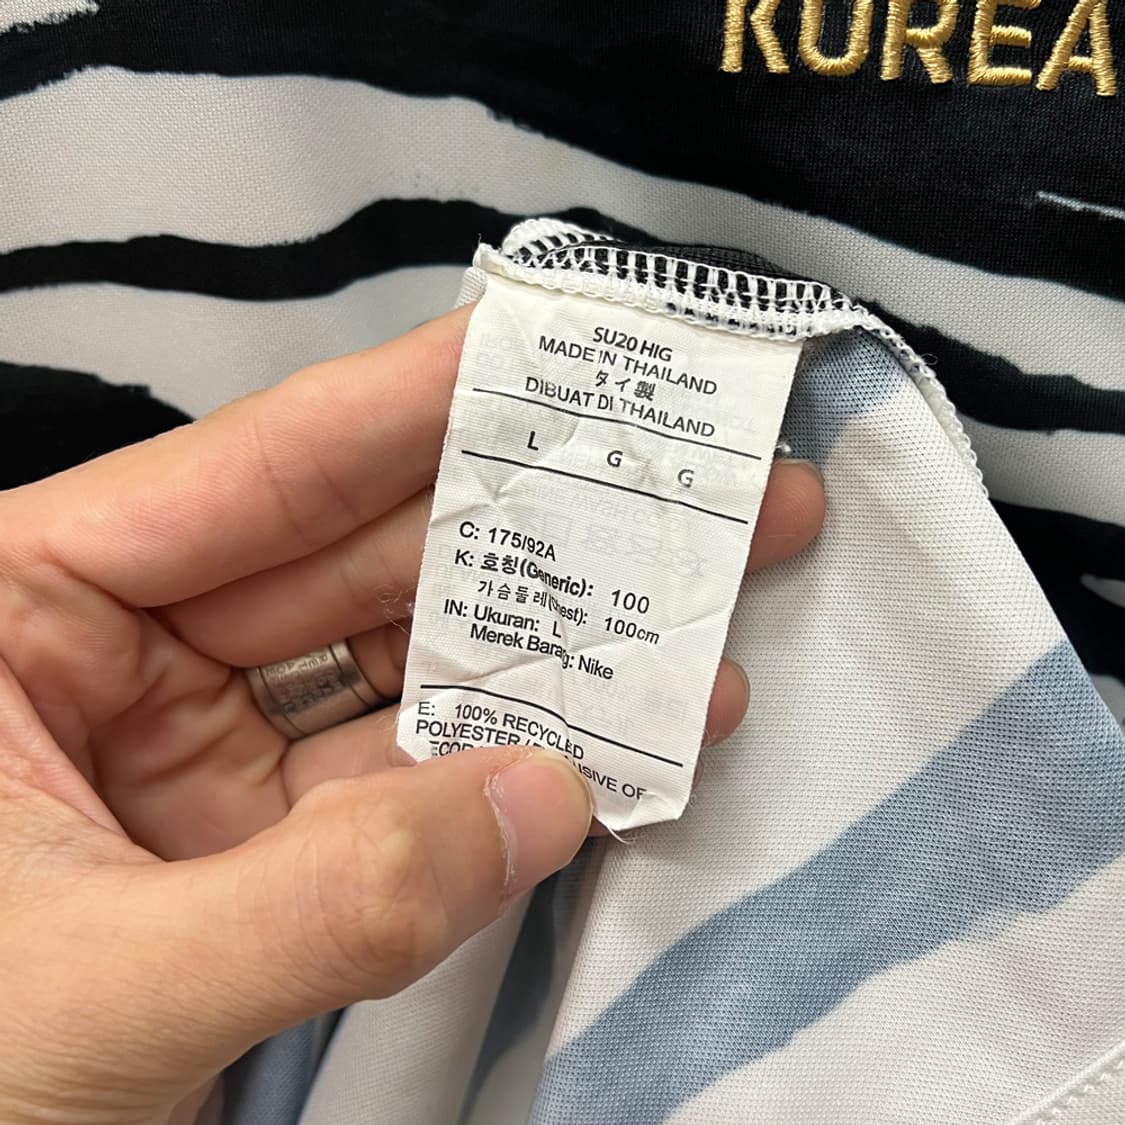 KOREA
SU20 HIG
MADE IN THAILAND
タイ製
DIBUAT DI THAILAND
L G G
C: 175/92A
K: 호칭(Generic): 100
가슴둘레(Chest): 100cm
IN: Ukuran: L
Merek Barang: Nike
E: 100% RECYCLED
POLYESTER
OF